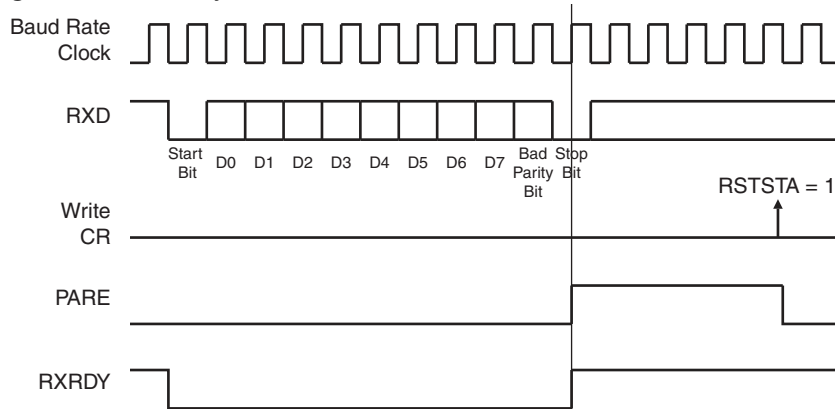 Baud Rate
Clock
RXD
Start
Bit
D0 D1 D2 D3 D4 D5 D6 D7
Bad
Parity
Bit
Stop
Bit
RSTSTA = 1
Write
CR
PARE
RXRDY